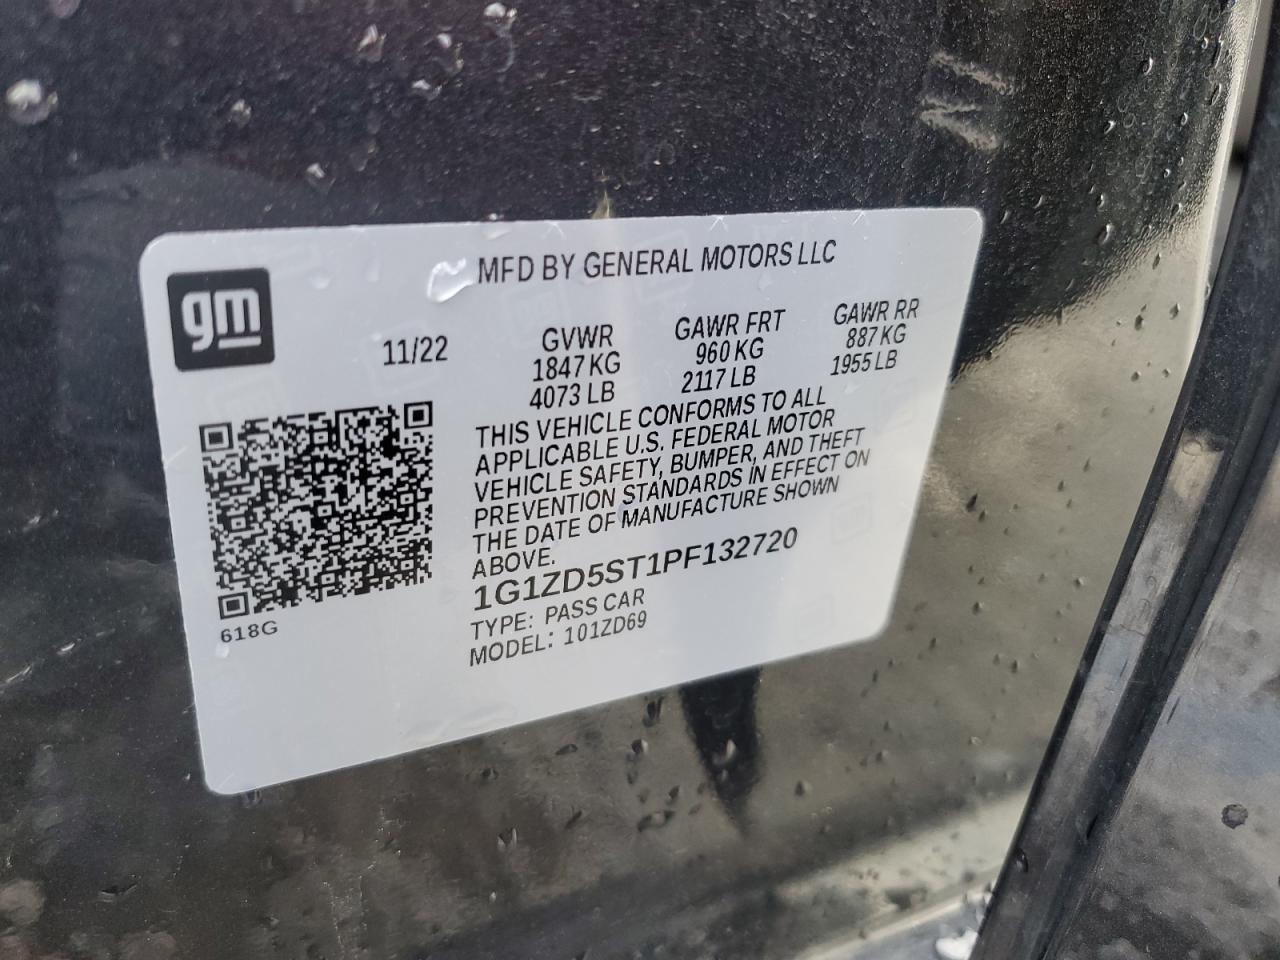 MFD BY GENERAL MOTORS LLC
gm
11/22
GVWR GAWR FRT GAWR RR
1847 KG 960 KG 887 KG
4073 LB 2117 LB 1955 LB
THIS VEHICLE CONFORMS TO ALL
APPLICABLE U.S. FEDERAL MOTOR
VEHICLE SAFETY, BUMPER, AND THEFT
PREVENTION STANDARDS IN EFFECT ON
THE DATE OF MANUFACTURE SHOWN
ABOVE.
1G1ZD5ST1PF132720
TYPE: PASS CAR
MODEL: 101ZD69
618G